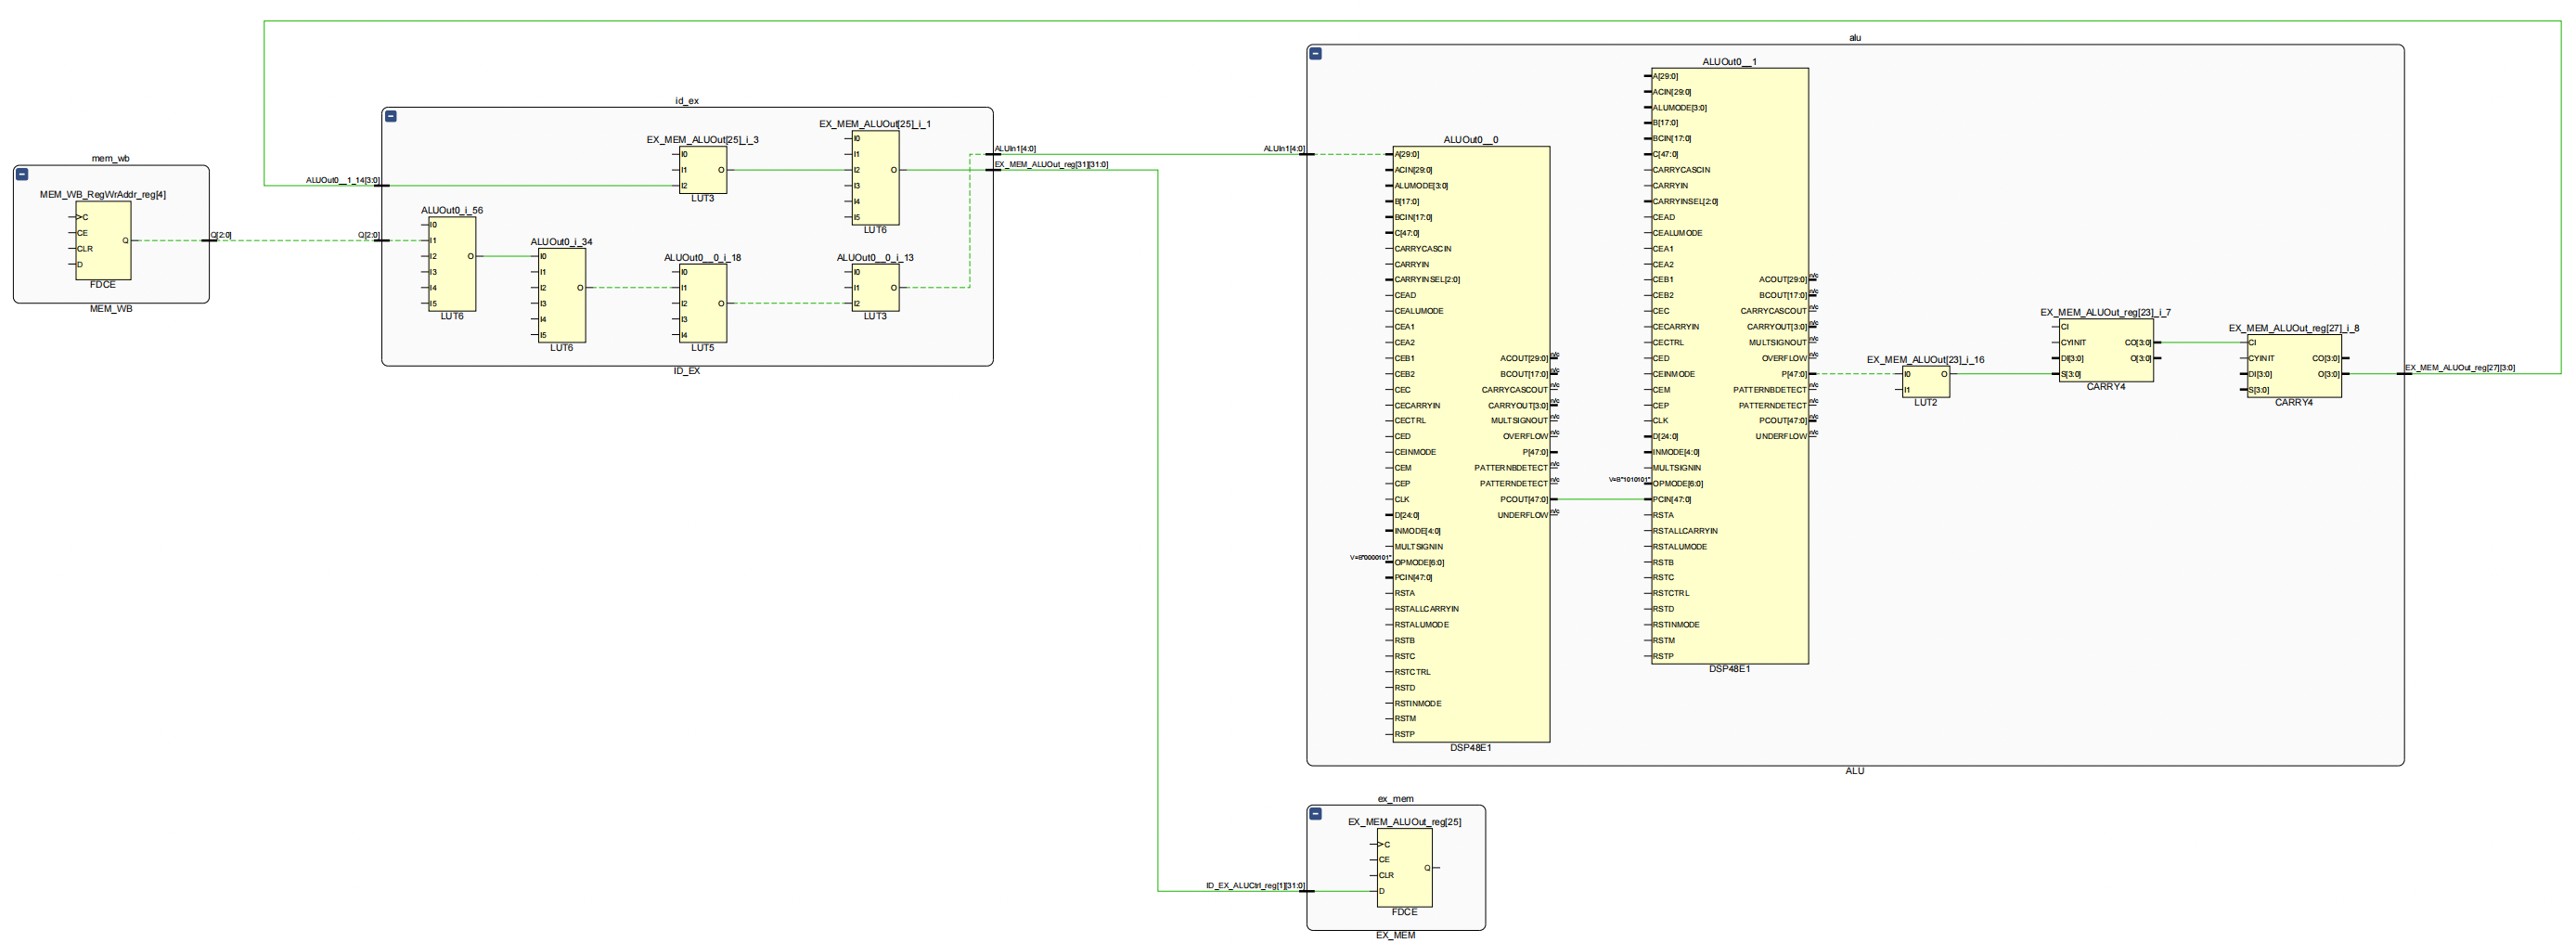 mem_wb
MEM_WB_RegWrAddr_reg[4]
C
CE
CLR
D
Q
FDCE
MEM_WB
Q[2:0]
ALUOut0__1_14[3:0]
Q[2:0]
id_ex
ALUOut0_i_56
I0
I1
I2
I3
I4
I5
O
LUT6
ALUOut0_i_34
I0
I1
I2
I3
I4
I5
O
LUT6
EX_MEM_ALUOut[25]_i_3
I0
I1
I2
O
LUT3
ALUOut0__0_i_18
I0
I1
I2
I3
I4
O
LUT5
EX_MEM_ALUOut[25]_i_1
I0
I1
I2
I3
I4
I5
O
LUT6
ALUOut0__0_i_13
I0
I1
I2
O
LUT3
ID_EX
ALUIn1[4:0]
EX_MEM_ALUOut_reg[31][31:0]
ALUIn1[4:0]
alu
ALUOut0__0
A[29:0]
ACIN[29:0]
ALUMODE[3:0]
B[17:0]
BCIN[17:0]
C[47:0]
CARRYCASCIN
CARRYIN
CARRYINSEL[2:0]
CEAD
CEALUMODE
CEA1
CEA2
CEB1
CEB2
CEC
CECARRYIN
CECTRL
CED
CEINMODE
CEM
CEP
CLK
D[24:0]
INMODE[4:0]
MULTSIGNIN
V=B"0000101"
OPMODE[6:0]
PCIN[47:0]
RSTA
RSTALLCARRYIN
RSTALUMODE
RSTB
RSTC
RSTCTRL
RSTD
RSTINMODE
RSTM
RSTP
ACOUT[29:0] n/c
BCOUT[17:0] n/c
CARRYCASCOUT n/c
CARRYOUT[3:0] n/c
MULTSIGNOUT n/c
OVERFLOW n/c
P[47:0]
PATTERNBDETECT n/c
PATTERNDETECT n/c
PCOUT[47:0]
UNDERFLOW n/c
DSP48E1
ALUOut0__1
A[29:0]
ACIN[29:0]
ALUMODE[3:0]
B[17:0]
BCIN[17:0]
C[47:0]
CARRYCASCIN
CARRYIN
CARRYINSEL[2:0]
CEAD
CEALUMODE
CEA1
CEA2
CEB1
CEB2
CEC
CECARRYIN
CECTRL
CED
CEINMODE
CEM
CEP
CLK
D[24:0]
INMODE[4:0]
MULTSIGNIN
V=B"1010101"
OPMODE[6:0]
PCIN[47:0]
RSTA
RSTALLCARRYIN
RSTALUMODE
RSTB
RSTC
RSTCTRL
RSTD
RSTINMODE
RSTM
RSTP
ACOUT[29:0] n/c
BCOUT[17:0] n/c
CARRYCASCOUT n/c
CARRYOUT[3:0] n/c
MULTSIGNOUT n/c
OVERFLOW n/c
P[47:0]
PATTERNBDETECT n/c
PATTERNDETECT n/c
PCOUT[47:0] n/c
UNDERFLOW n/c
DSP48E1
EX_MEM_ALUOut[23]_i_16
I0
I1
O
LUT2
EX_MEM_ALUOut_reg[23]_i_7
CI
CYINIT
DI[3:0]
S[3:0]
CO[3:0]
O[3:0]
CARRY4
EX_MEM_ALUOut_reg[27]_i_8
CI
CYINIT
DI[3:0]
S[3:0]
CO[3:0]
O[3:0]
CARRY4
EX_MEM_ALUOut_reg[27][3:0]
ALU
ex_mem
EX_MEM_ALUOut_reg[25]
C
CE
CLR
D
Q
FDCE
ID_EX_ALUCtrl_reg[1][31:0]
EX_MEM